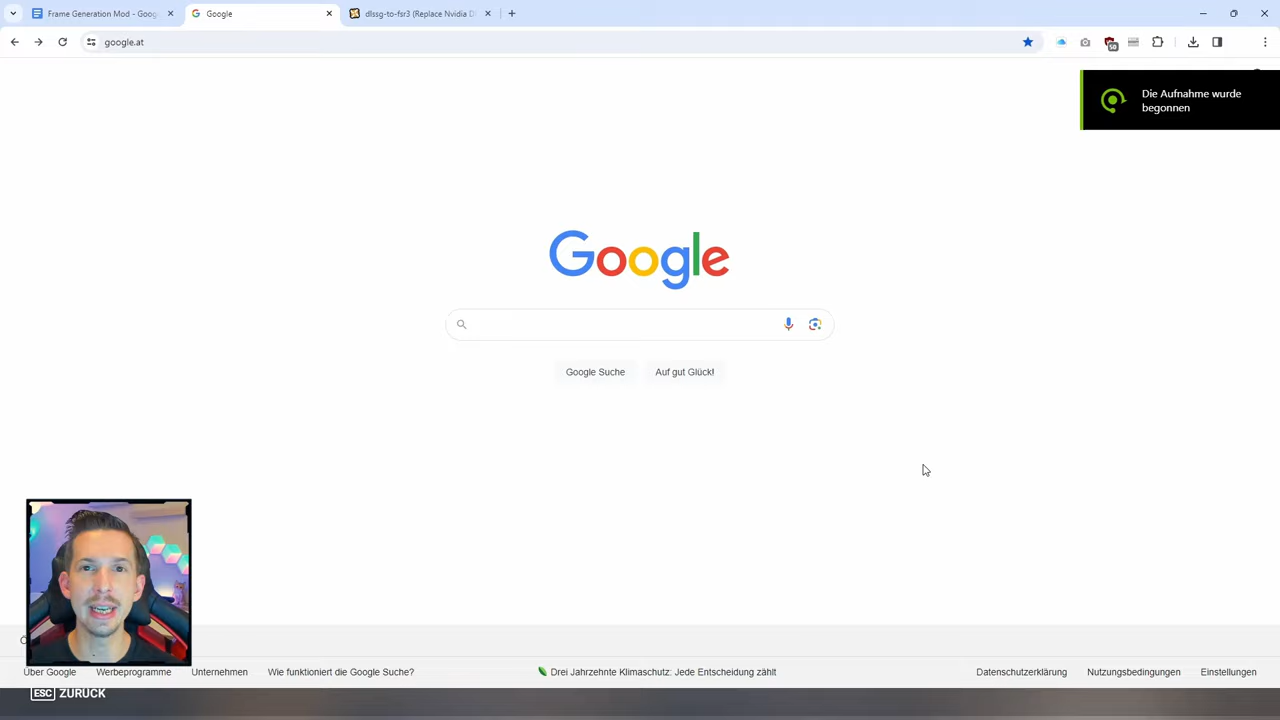 Frame Generation Mod - Goog
Google
dlssg-to-fsr3 (Replace Nvidia D
google.at
50
Die Aufnahme wurde
begonnen
Google
Google Suche
Auf gut Glück!
Über Google
Werbeprogramme
Unternehmen
Wie funktioniert die Google Suche?
Drei Jahrzehnte Klimaschutz: Jede Entscheidung zählt
Datenschutzerklärung
Nutzungsbedingungen
Einstellungen
ESC ZURÜCK